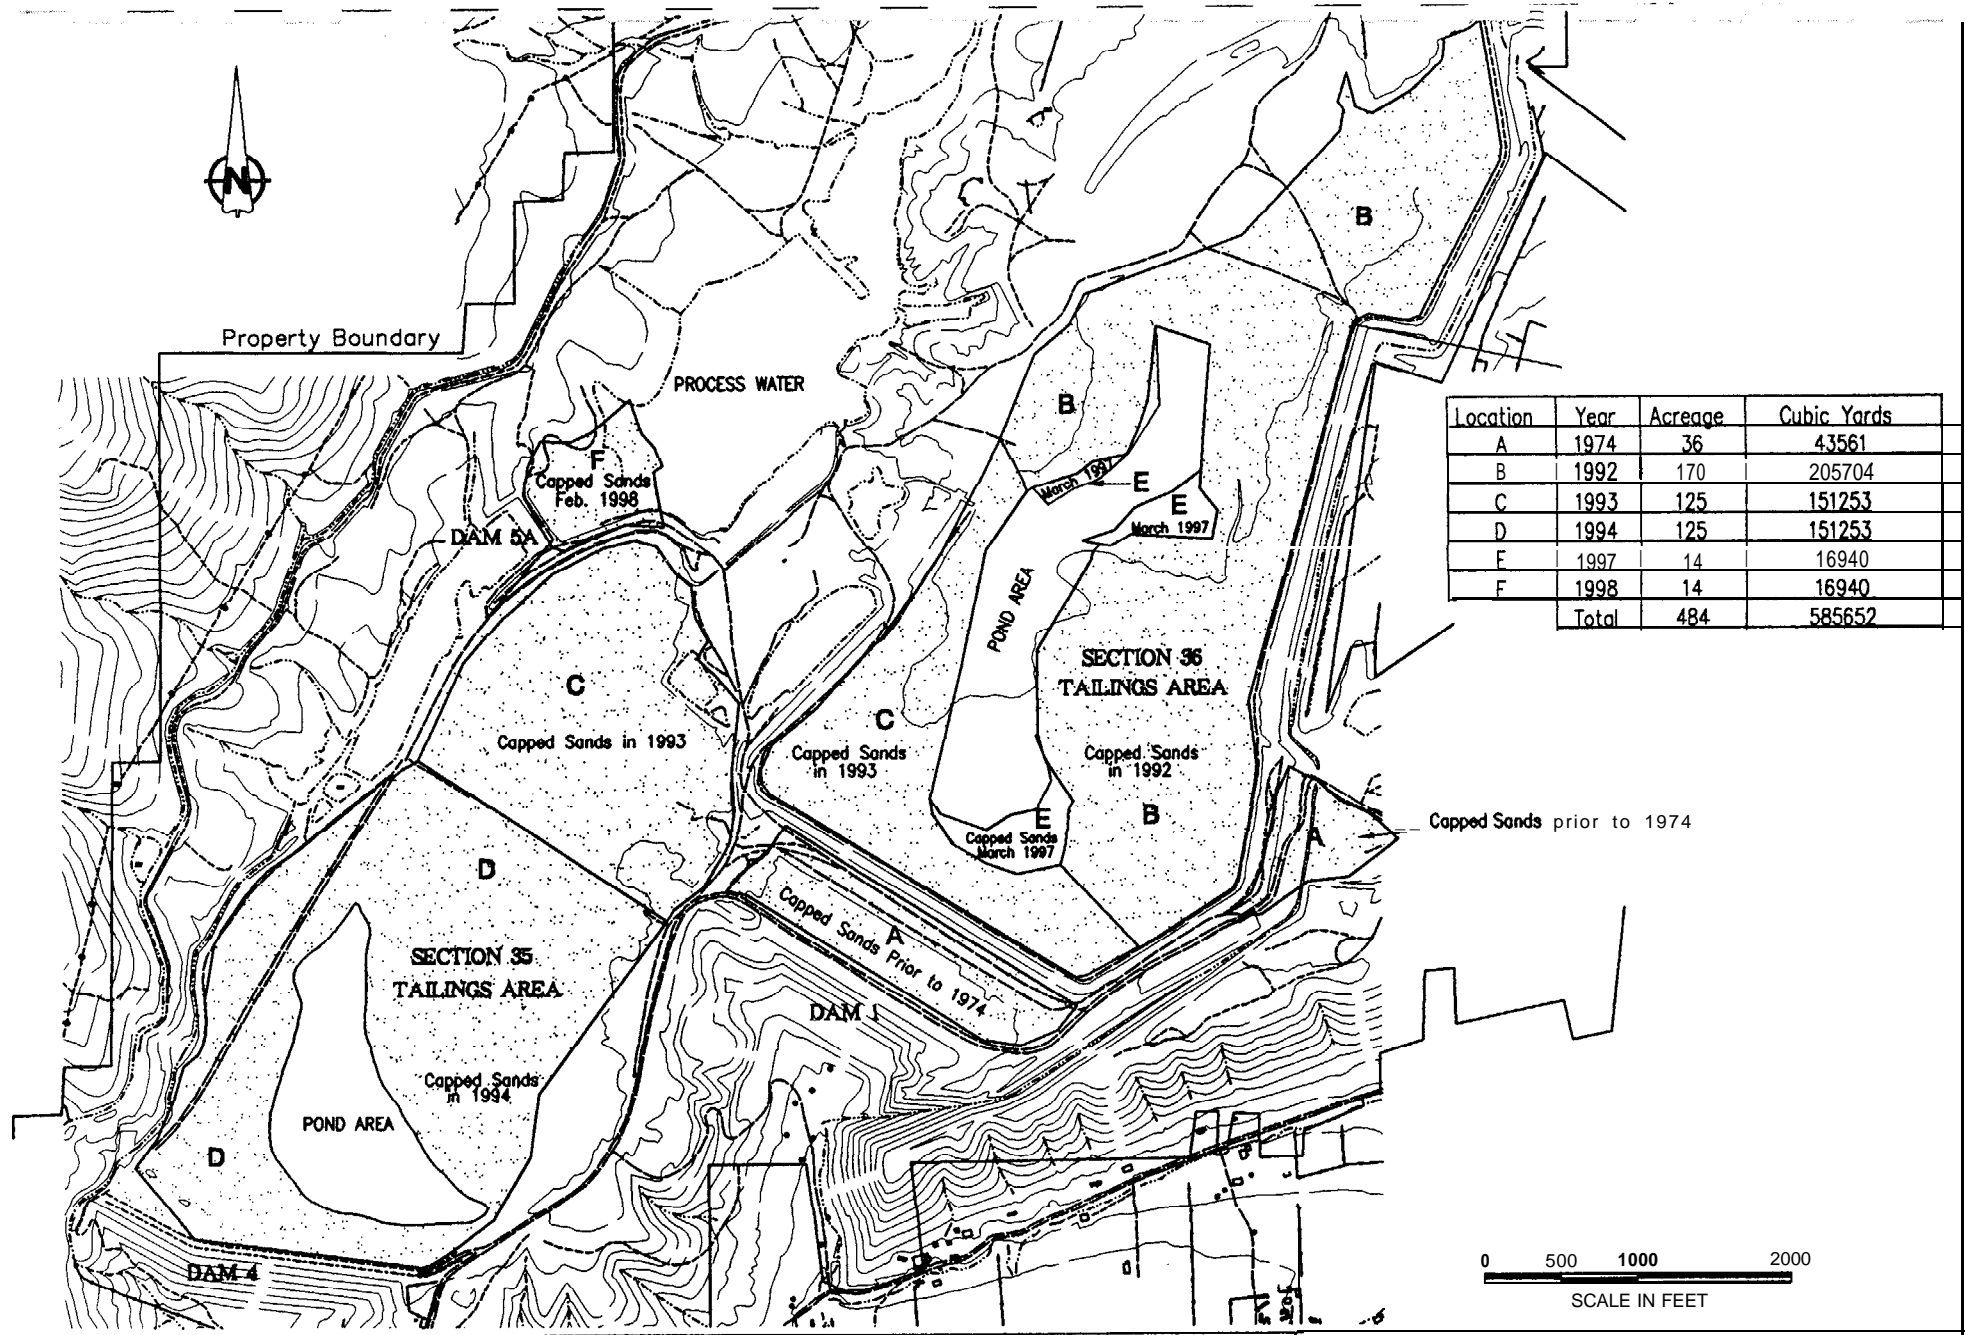 N
Property Boundary
PROCESS WATER
B
B
March 1997
E
E
March 1997
F
Capped Sands
Feb. 1998
DAM 5A
POND AREA
SECTION 36
TAILINGS AREA
C
Capped Sands in 1993
C
Capped Sands
in 1993
Capped Sands
in 1992
B
E
Capped Sands
March 1997
A
Capped Sands prior to 1974
D
A
Capped Sands Prior to 1974
SECTION 35
TAILINGS AREA
DAM 1
Capped Sands
in 1994
POND AREA
D
DAM 4
Location Year Acreage Cubic Yards
A 1974 36 43561
B 1992 170 205704
C 1993 125 151253
D 1994 125 151253
E 1997 14 16940
F 1998 14 16940
Total 484 585652
0 500 1000 2000
SCALE IN FEET